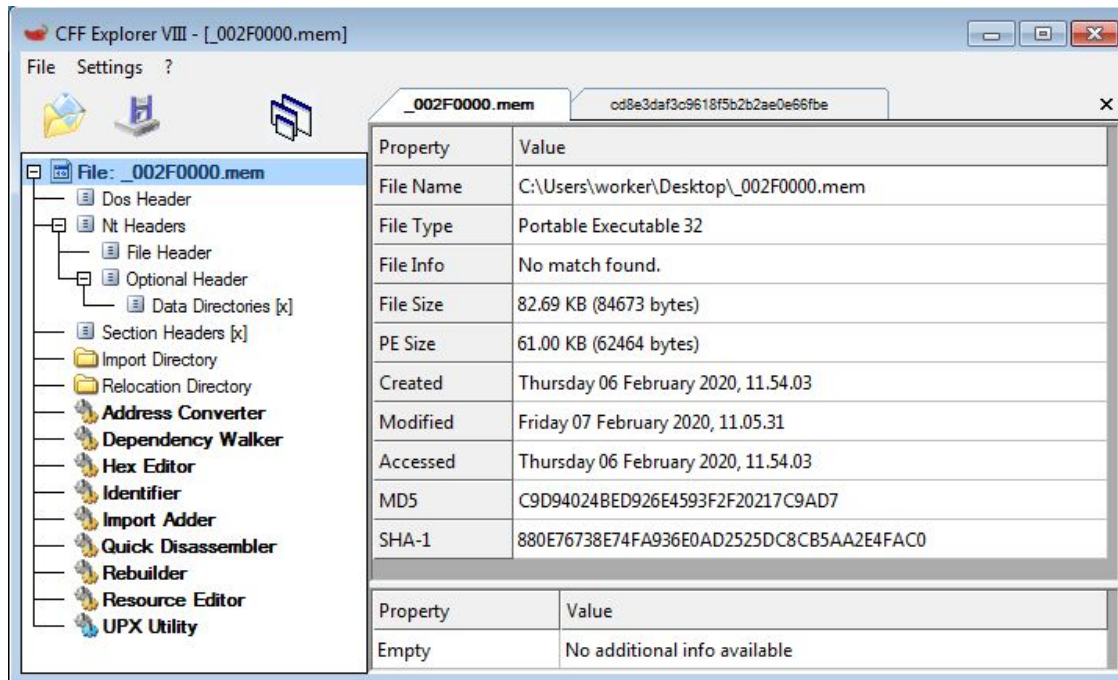 CFF Explorer VIII - [_002F0000.mem]
File Settings ?
_002F0000.mem cd8e3daf3c9618f5b2b2ae0e66fbe
File: _002F0000.mem
Dos Header
Nt Headers
File Header
Optional Header
Data Directories [x]
Section Headers [x]
Import Directory
Relocation Directory
Address Converter
Dependency Walker
Hex Editor
Identifier
Import Adder
Quick Disassembler
Rebuilder
Resource Editor
UPX Utility
Property Value
File Name C:\Users\worker\Desktop\_002F0000.mem
File Type Portable Executable 32
File Info No match found.
File Size 82.69 KB (84673 bytes)
PE Size 61.00 KB (62464 bytes)
Created Thursday 06 February 2020, 11.54.03
Modified Friday 07 February 2020, 11.05.31
Accessed Thursday 06 February 2020, 11.54.03
MD5 C9D94024BED926E4593F2F20217C9AD7
SHA-1 880E76738E74FA936E0AD2525DC8CB5AA2E4FAC0
Property Value
Empty No additional info available